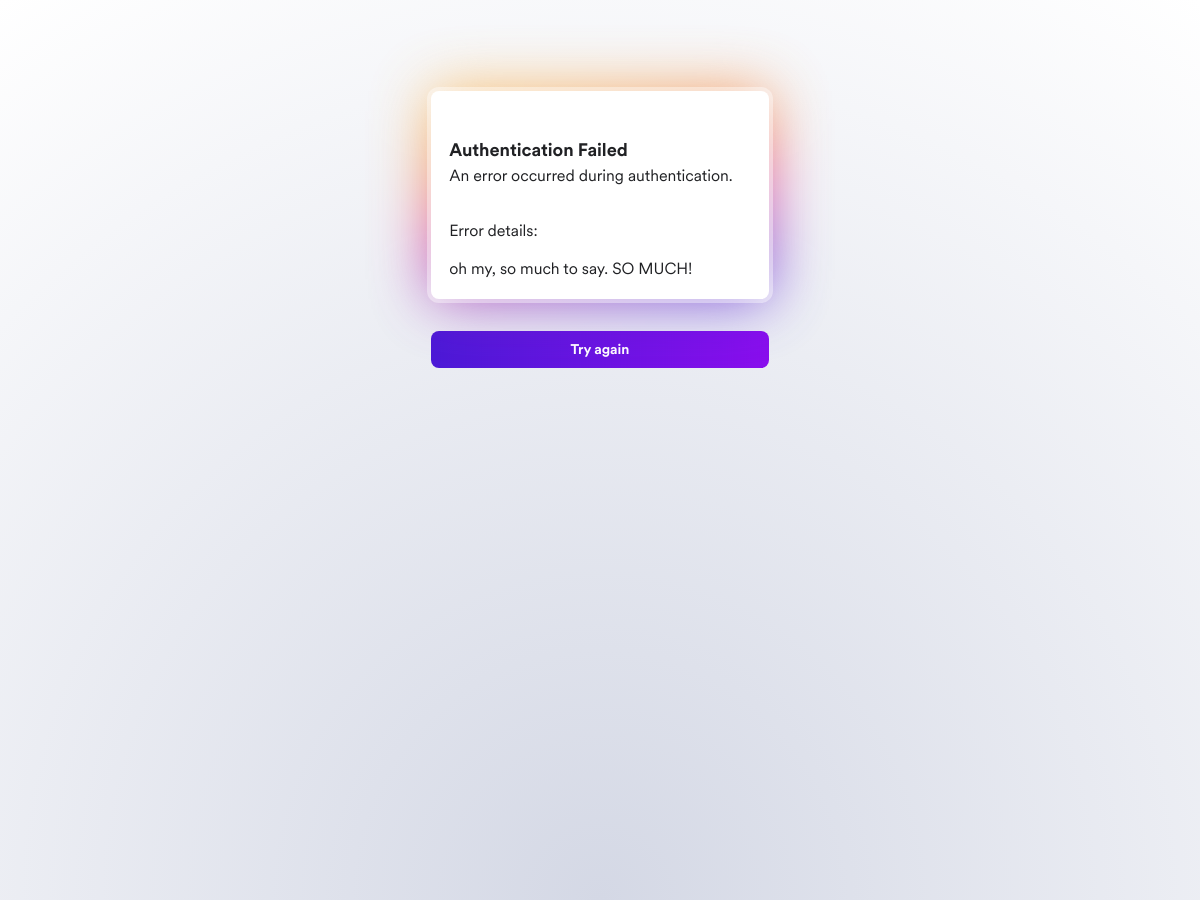 Authentication Failed
An error occurred during authentication.
Error details:
oh my, so much to say. SO MUCH!
Try again